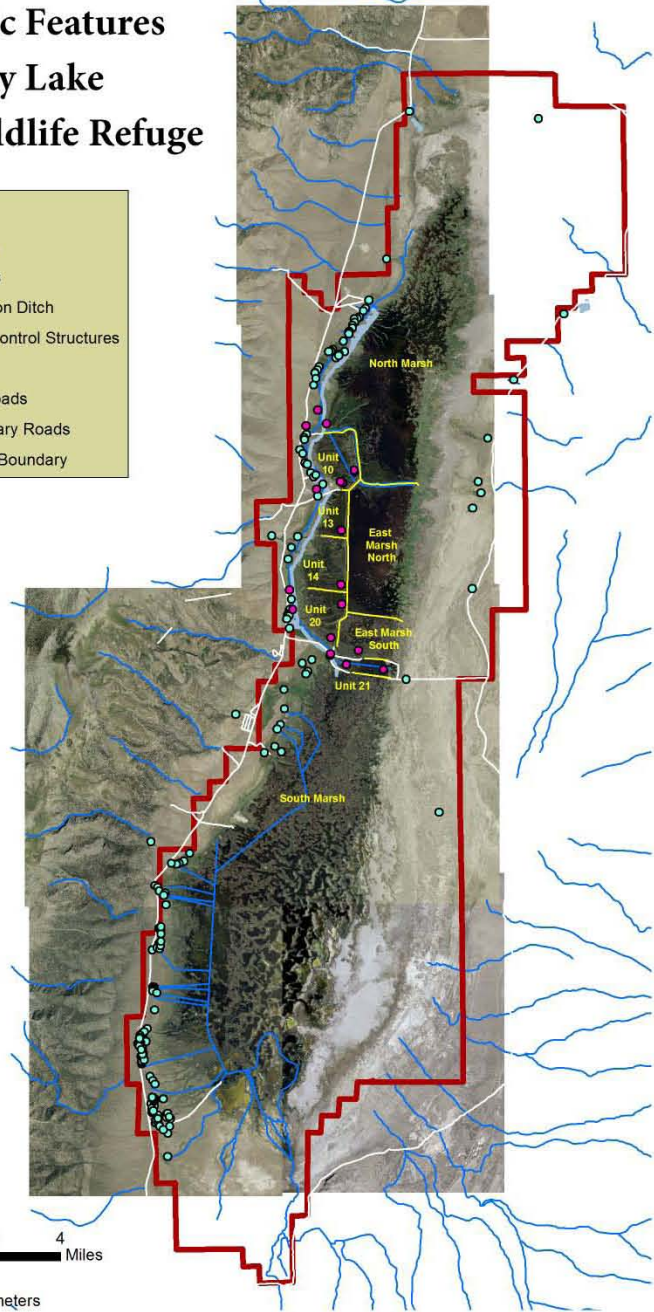 c Features
y Lake
ldlife Refuge
on Ditch
ontrol Structures
oads
ary Roads
Boundary
North Marsh
Unit
10
Unit
13
East
Marsh
North
Unit
14
Unit
20
East Marsh
South
Unit 21
South Marsh
4
Miles
meters